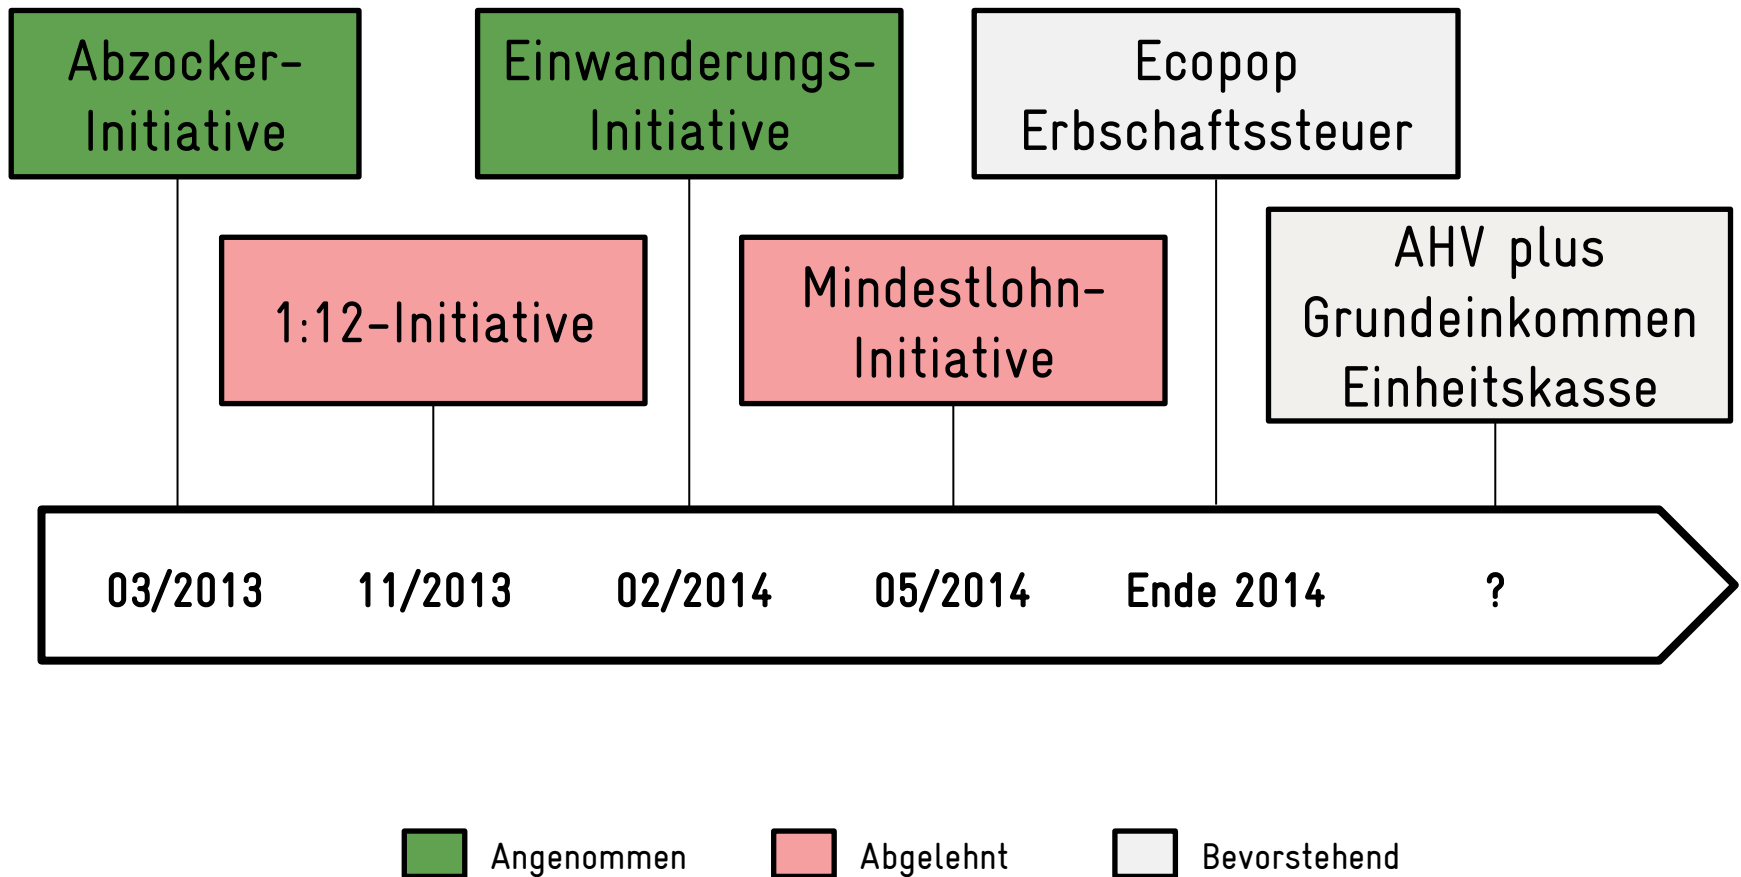 Abzocker-
Initiative
Einwanderungs-
Initiative
Ecopop
Erbschaftssteuer
1:12-Initiative
Mindestlohn-
Initiative
AHV plus
Grundeinkommen
Einheitskasse
03/2013
11/2013
02/2014
05/2014
Ende 2014
?
Angenommen
Abgelehnt
Bevorstehend